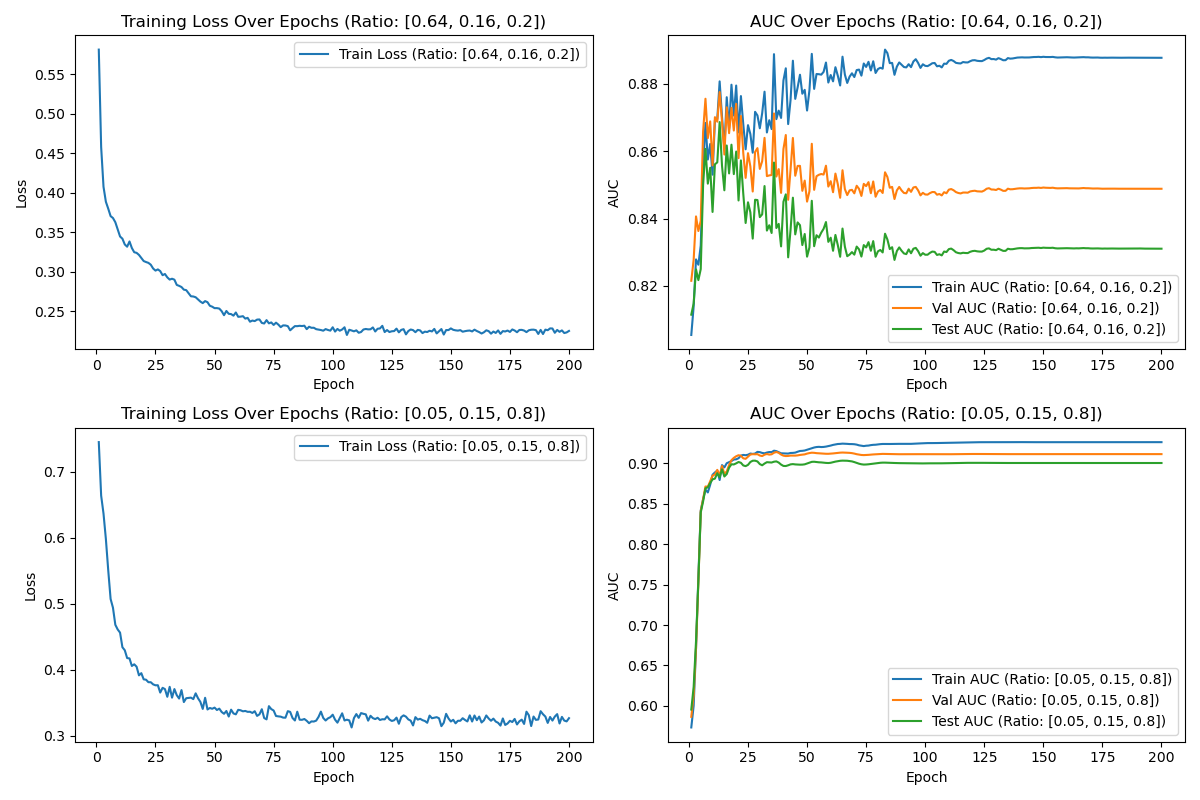 Training Loss Over Epochs (Ratio: [0.64, 0.16, 0.2])
Train Loss (Ratio: [0.64, 0.16, 0.2])
0.55
0.50
0.45
0.40
0.35
0.30
0.25
Loss
0 25 50 75 100 125 150 175 200
Epoch
AUC Over Epochs (Ratio: [0.64, 0.16, 0.2])
0.88
0.86
0.84
0.82
AUC
Train AUC (Ratio: [0.64, 0.16, 0.2])
Val AUC (Ratio: [0.64, 0.16, 0.2])
Test AUC (Ratio: [0.64, 0.16, 0.2])
0 25 50 75 100 125 150 175 200
Epoch
Training Loss Over Epochs (Ratio: [0.05, 0.15, 0.8])
Train Loss (Ratio: [0.05, 0.15, 0.8])
0.7
0.6
0.5
0.4
0.3
Loss
0 25 50 75 100 125 150 175 200
Epoch
AUC Over Epochs (Ratio: [0.05, 0.15, 0.8])
0.90
0.85
0.80
0.75
0.70
0.65
0.60
AUC
Train AUC (Ratio: [0.05, 0.15, 0.8])
Val AUC (Ratio: [0.05, 0.15, 0.8])
Test AUC (Ratio: [0.05, 0.15, 0.8])
0 25 50 75 100 125 150 175 200
Epoch